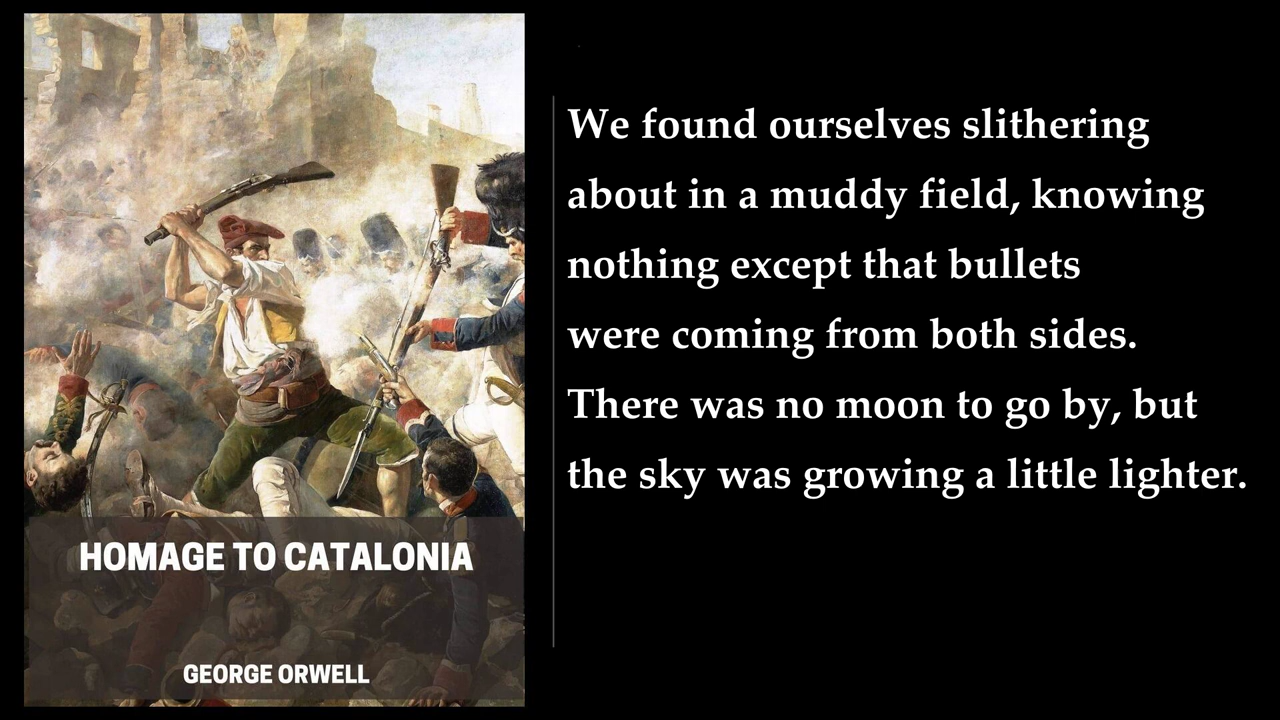 HOMAGE TO CATALONIA
GEORGE ORWELL
We found ourselves slithering
about in a muddy field, knowing
nothing except that bullets
were coming from both sides.
There was no moon to go by, but
the sky was growing a little lighter.